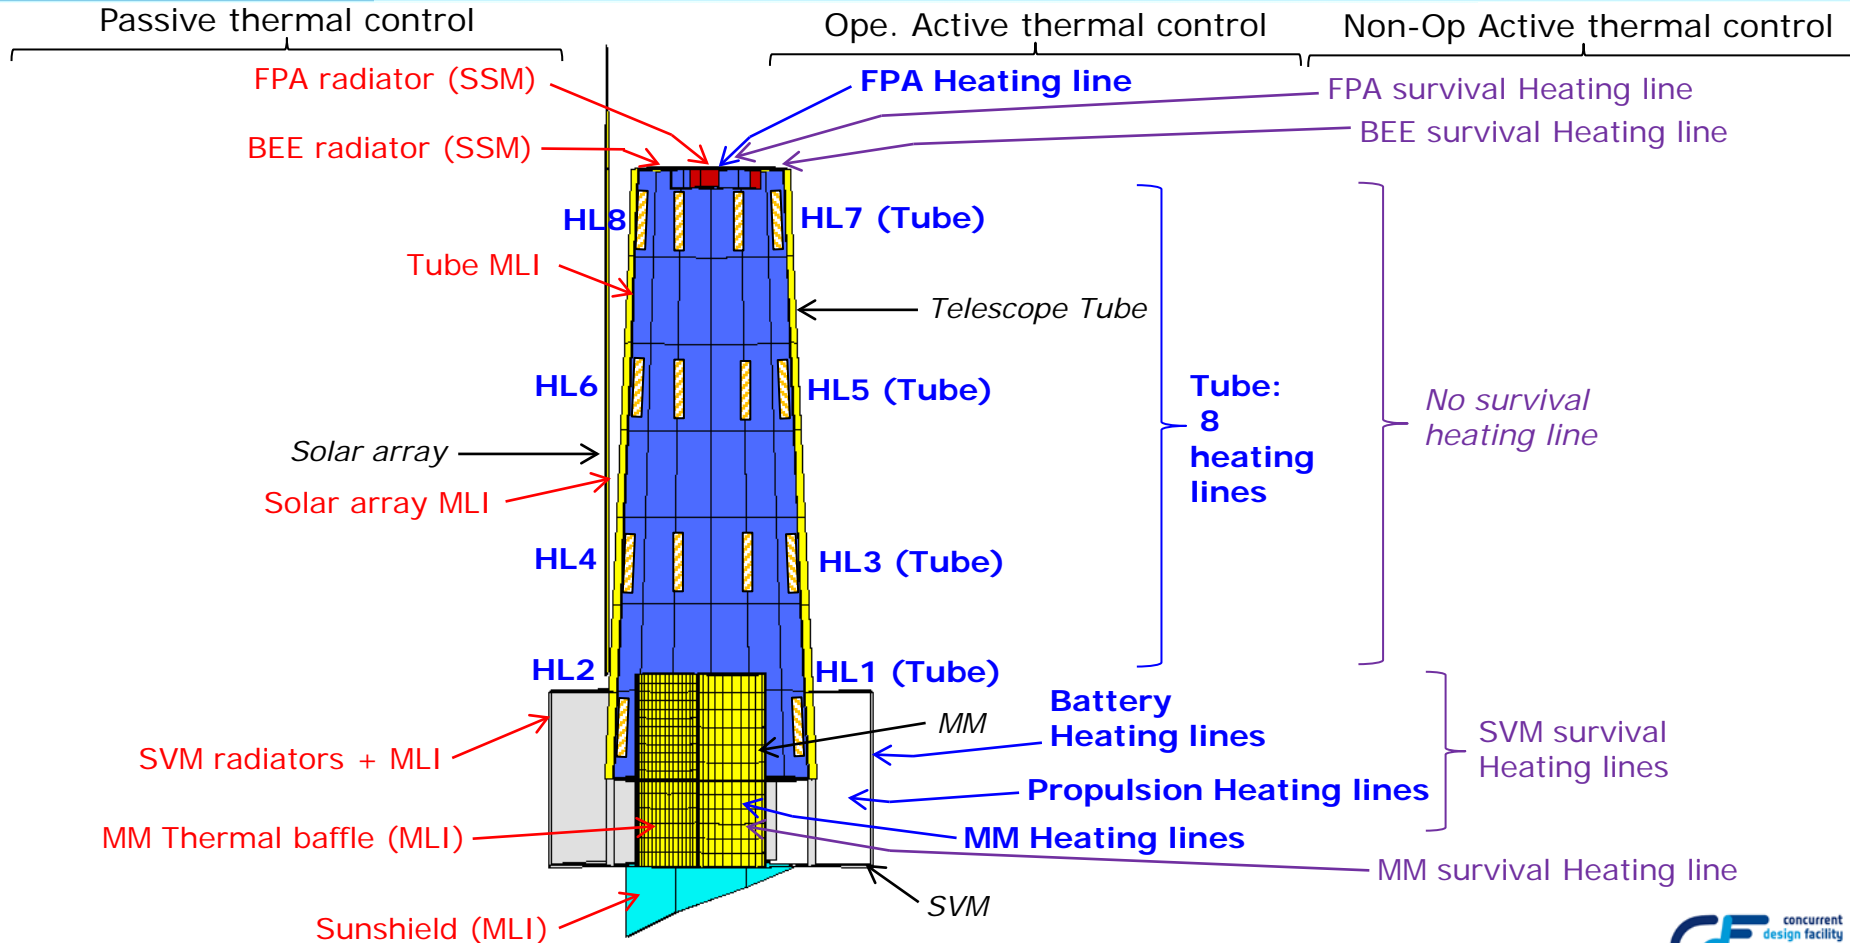 Passive thermal control
Ope. Active thermal control
Non-Op Active thermal control
FPA radiator (SSM)
FPA Heating line
FPA survival Heating line
BEE radiator (SSM)
BEE survival Heating line
HL8
HL7 (Tube)
Tube MLI
Telescope Tube
HL6
HL5 (Tube)
Tube:
8
heating
lines
No survival
heating line
Solar array
Solar array MLI
HL4
HL3 (Tube)
HL2
HL1 (Tube)
Battery
Heating lines
MM
SVM survival
Heating lines
SVM radiators + MLI
Propulsion Heating lines
MM Thermal baffle (MLI)
MM Heating lines
MM survival Heating line
SVM
Sunshield (MLI)
concurrent
design facility